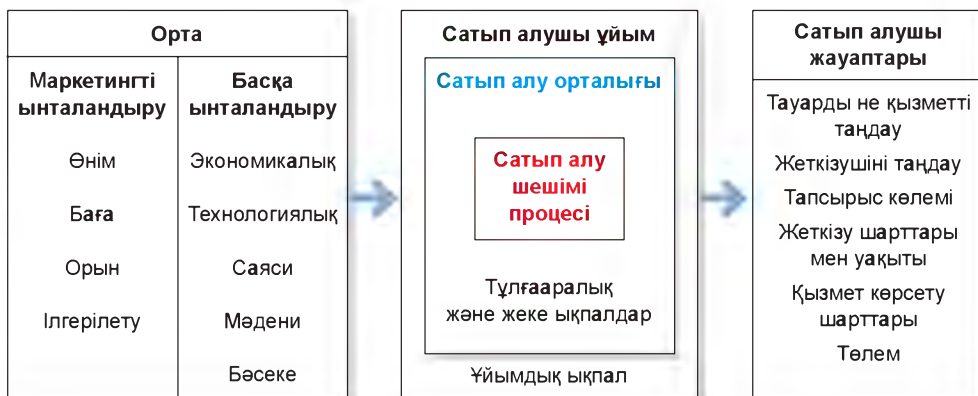 Орта
Маркетингті
ынталандыру
Өнім
Баға
Орын
Ілгерілету
Басқа
ынталандыру
Экономикалық
Технологиялық
Саяси
Мәдени
Бәсеке
Сатып алушы ұйым
Сатып алу орталығы
Сатып алу
шешімі
процесі
Тұлғааралық
және жеке ықпалдар
Ұйымдық ықпал
Сатып алушы
жауаптары
Тауарды не қызметті
таңдау
Жеткізушіні таңдау
Тапсырыс көлемі
Жеткізу шарттары
мен уақыты
Қызмет көрсету
шарттары
Төлем